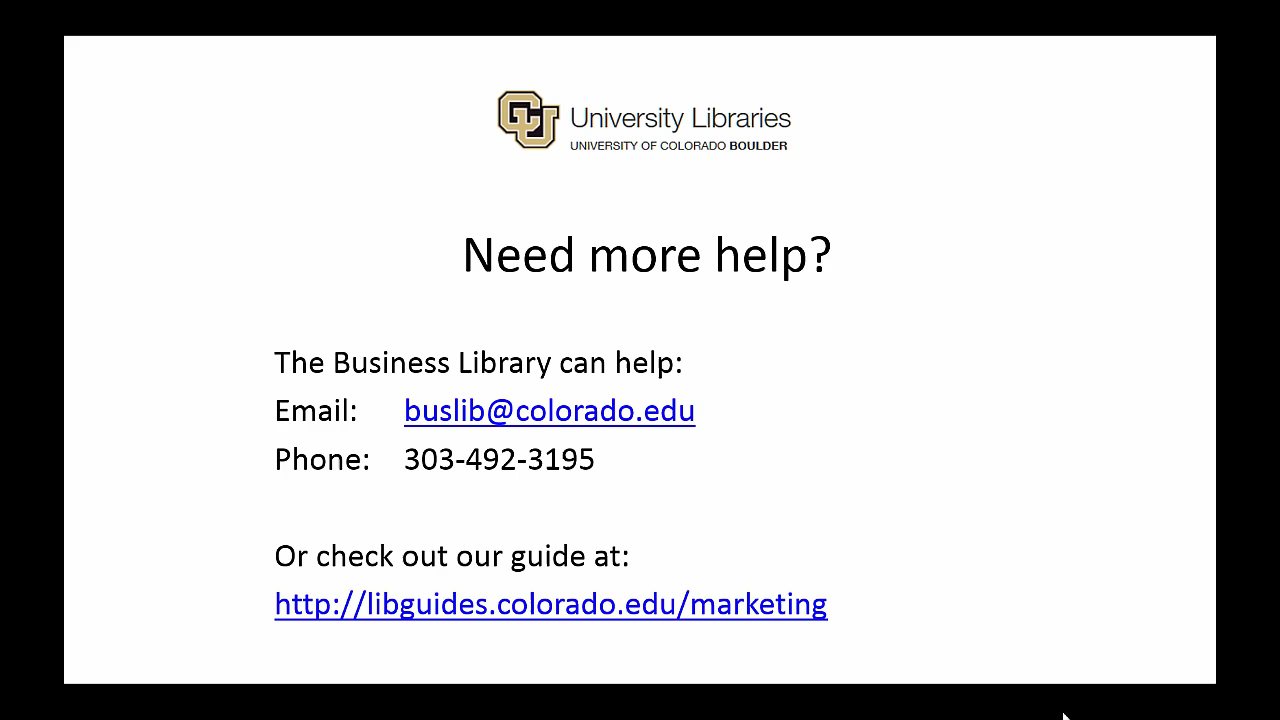 CU University Libraries
UNIVERSITY OF COLORADO BOULDER
Need more help?
The Business Library can help:
Email: buslib@colorado.edu
Phone: 303-492-3195
Or check out our guide at:
http://libguides.colorado.edu/marketing